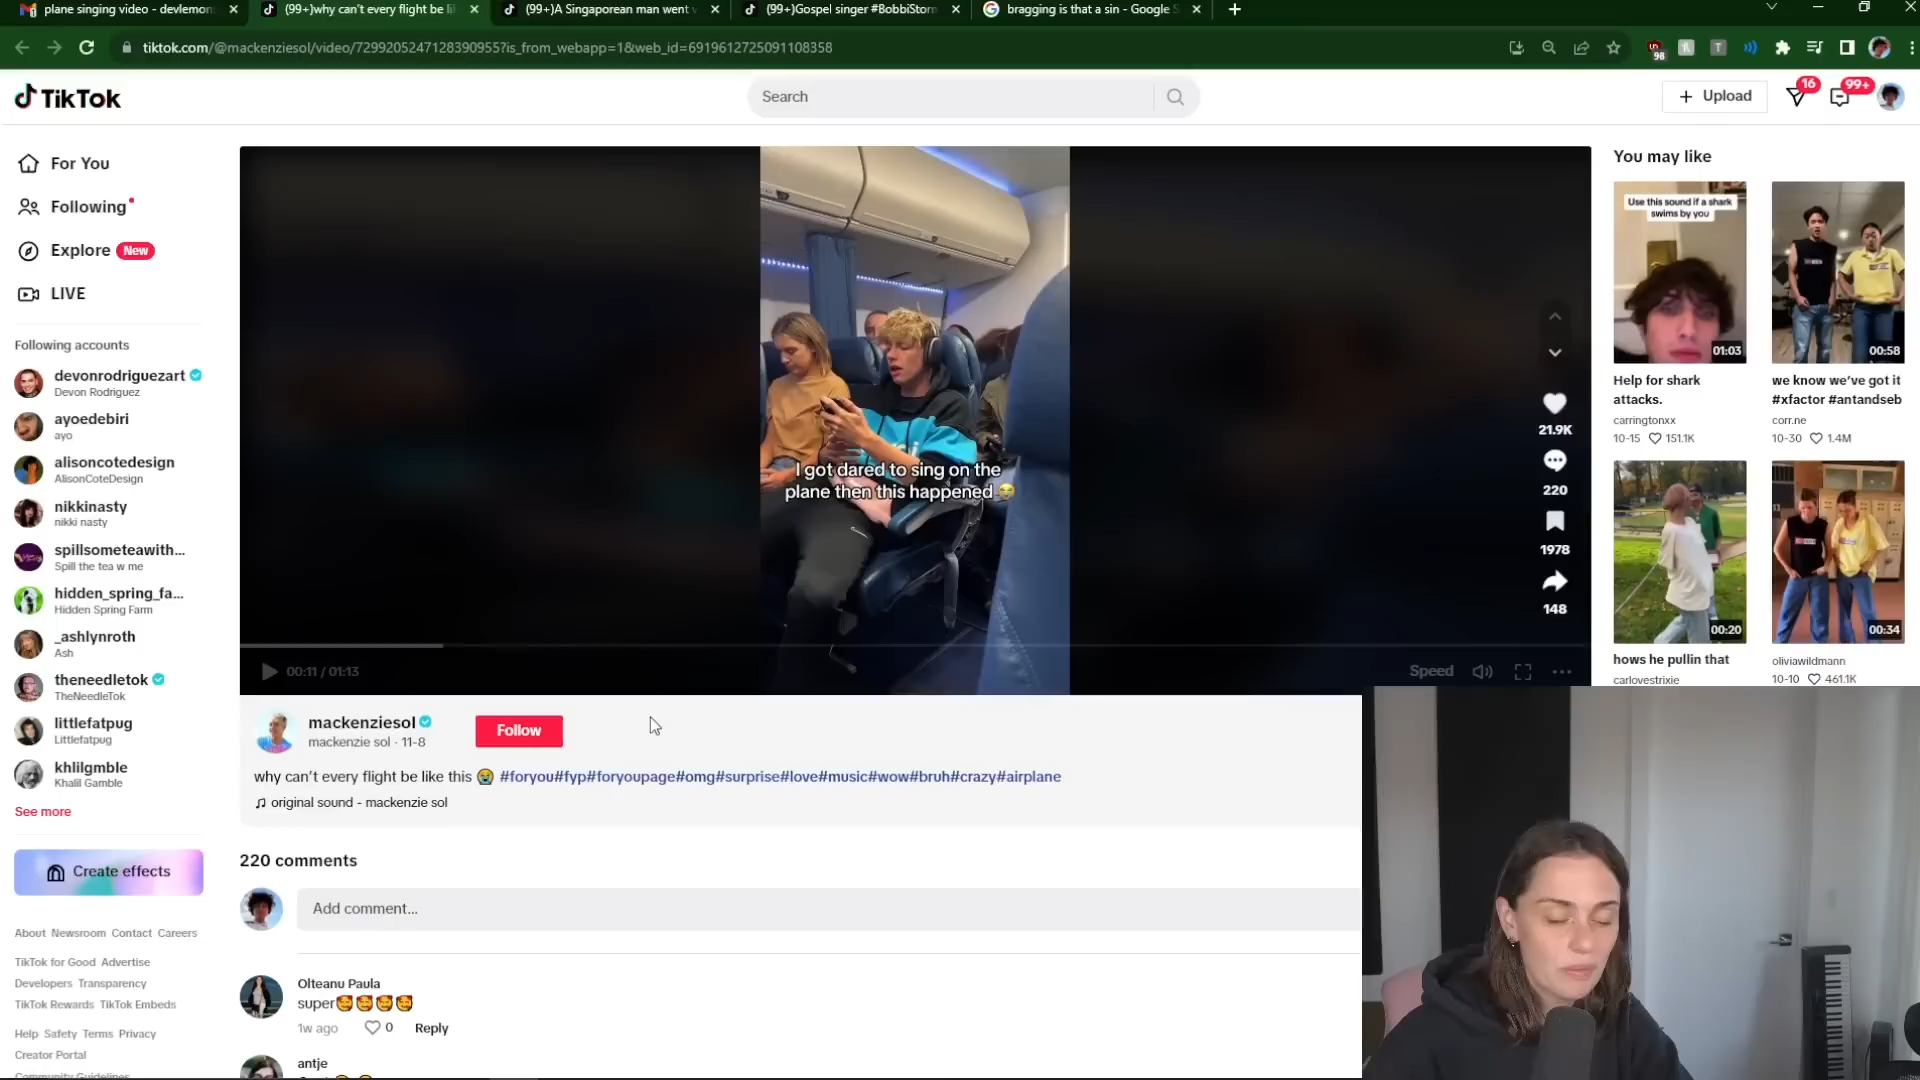 plane singing video - devlemon
(99+)why can't every flight be li
(99+)A Singaporean man went v
(99+)Gospel singer #BobbiStorm
bragging is that a sin - Google S
tiktok.com/@mackenziesol/video/7299205247128390955?is_from_webapp=1&web_id=6919612725091108358
98
TikTok
Search
Upload
16
99+
For You
Following
Explore New
LIVE
Following accounts
devonrodriguezart
Devon Rodriguez
ayoedebiri
ayo
alisoncotedesign
AlisonCoteDesign
nikkinasty
nikki nasty
spillsometeawith...
Spill the tea w me
hidden_spring_fa...
Hidden Spring Farm
_ashlynroth
Ash
theneedletok
TheNeedleTok
littlefatpug
Littlefatpug
khlilgmble
Khalil Gamble
See more
Create effects
About Newsroom Contact Careers
TikTok for Good Advertise
Developers Transparency
TikTok Rewards TikTok Embeds
Help Safety Terms Privacy
Creator Portal
Community Guidelines
I got dared to sing on the
plane then this happened 😭
21.9K
220
1978
148
00:11 / 01:13
Speed
mackenziesol
mackenzie sol · 11-8
Follow
why can't every flight be like this 😭 #foryou#fyp#foryoupage#omg#surprise#love#music#wow#bruh#crazy#airplane
♫ original sound - mackenzie sol
220 comments
Add comment...
Olteanu Paula
super🥰🥰🥰🥰
1w ago 0 Reply
antje
You may like
Use this sound if a shark
swims by you
01:03
Help for shark
attacks.
carringtonxx
10-15 151.1K
00:58
we know we've got it
#xfactor #antandseb
corr.ne
10-30 1.4M
00:20
hows he pullin that
carlovestrixie
00:34
oliviawildmann
10-10 461.1K